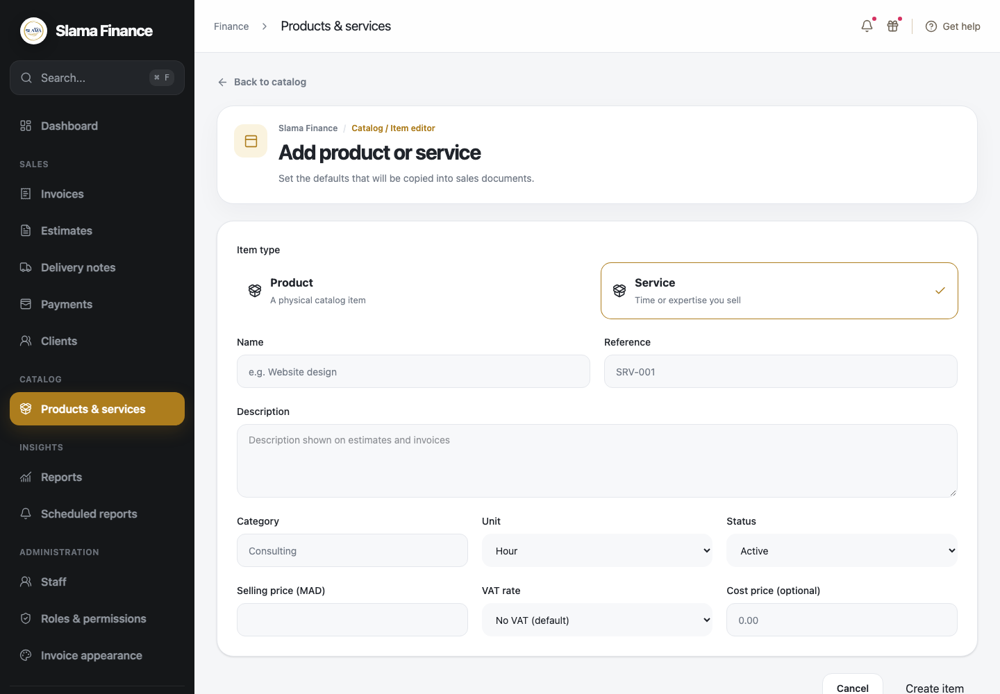 SLAMA
Slama Finance
Search...
⌘ F
Dashboard
SALES
Invoices
Estimates
Delivery notes
Payments
Clients
CATALOG
Products & services
INSIGHTS
Reports
Scheduled reports
ADMINISTRATION
Staff
Roles & permissions
Invoice appearance
Finance > Products & services
Get help
Back to catalog
Slama Finance / Catalog / Item editor
Add product or service
Set the defaults that will be copied into sales documents.
Item type
Product
A physical catalog item
Service
Time or expertise you sell
Name
e.g. Website design
Reference
SRV-001
Description
Description shown on estimates and invoices
Category
Consulting
Unit
Hour
Status
Active
Selling price (MAD)
VAT rate
No VAT (default)
Cost price (optional)
0.00
Cancel
Create item